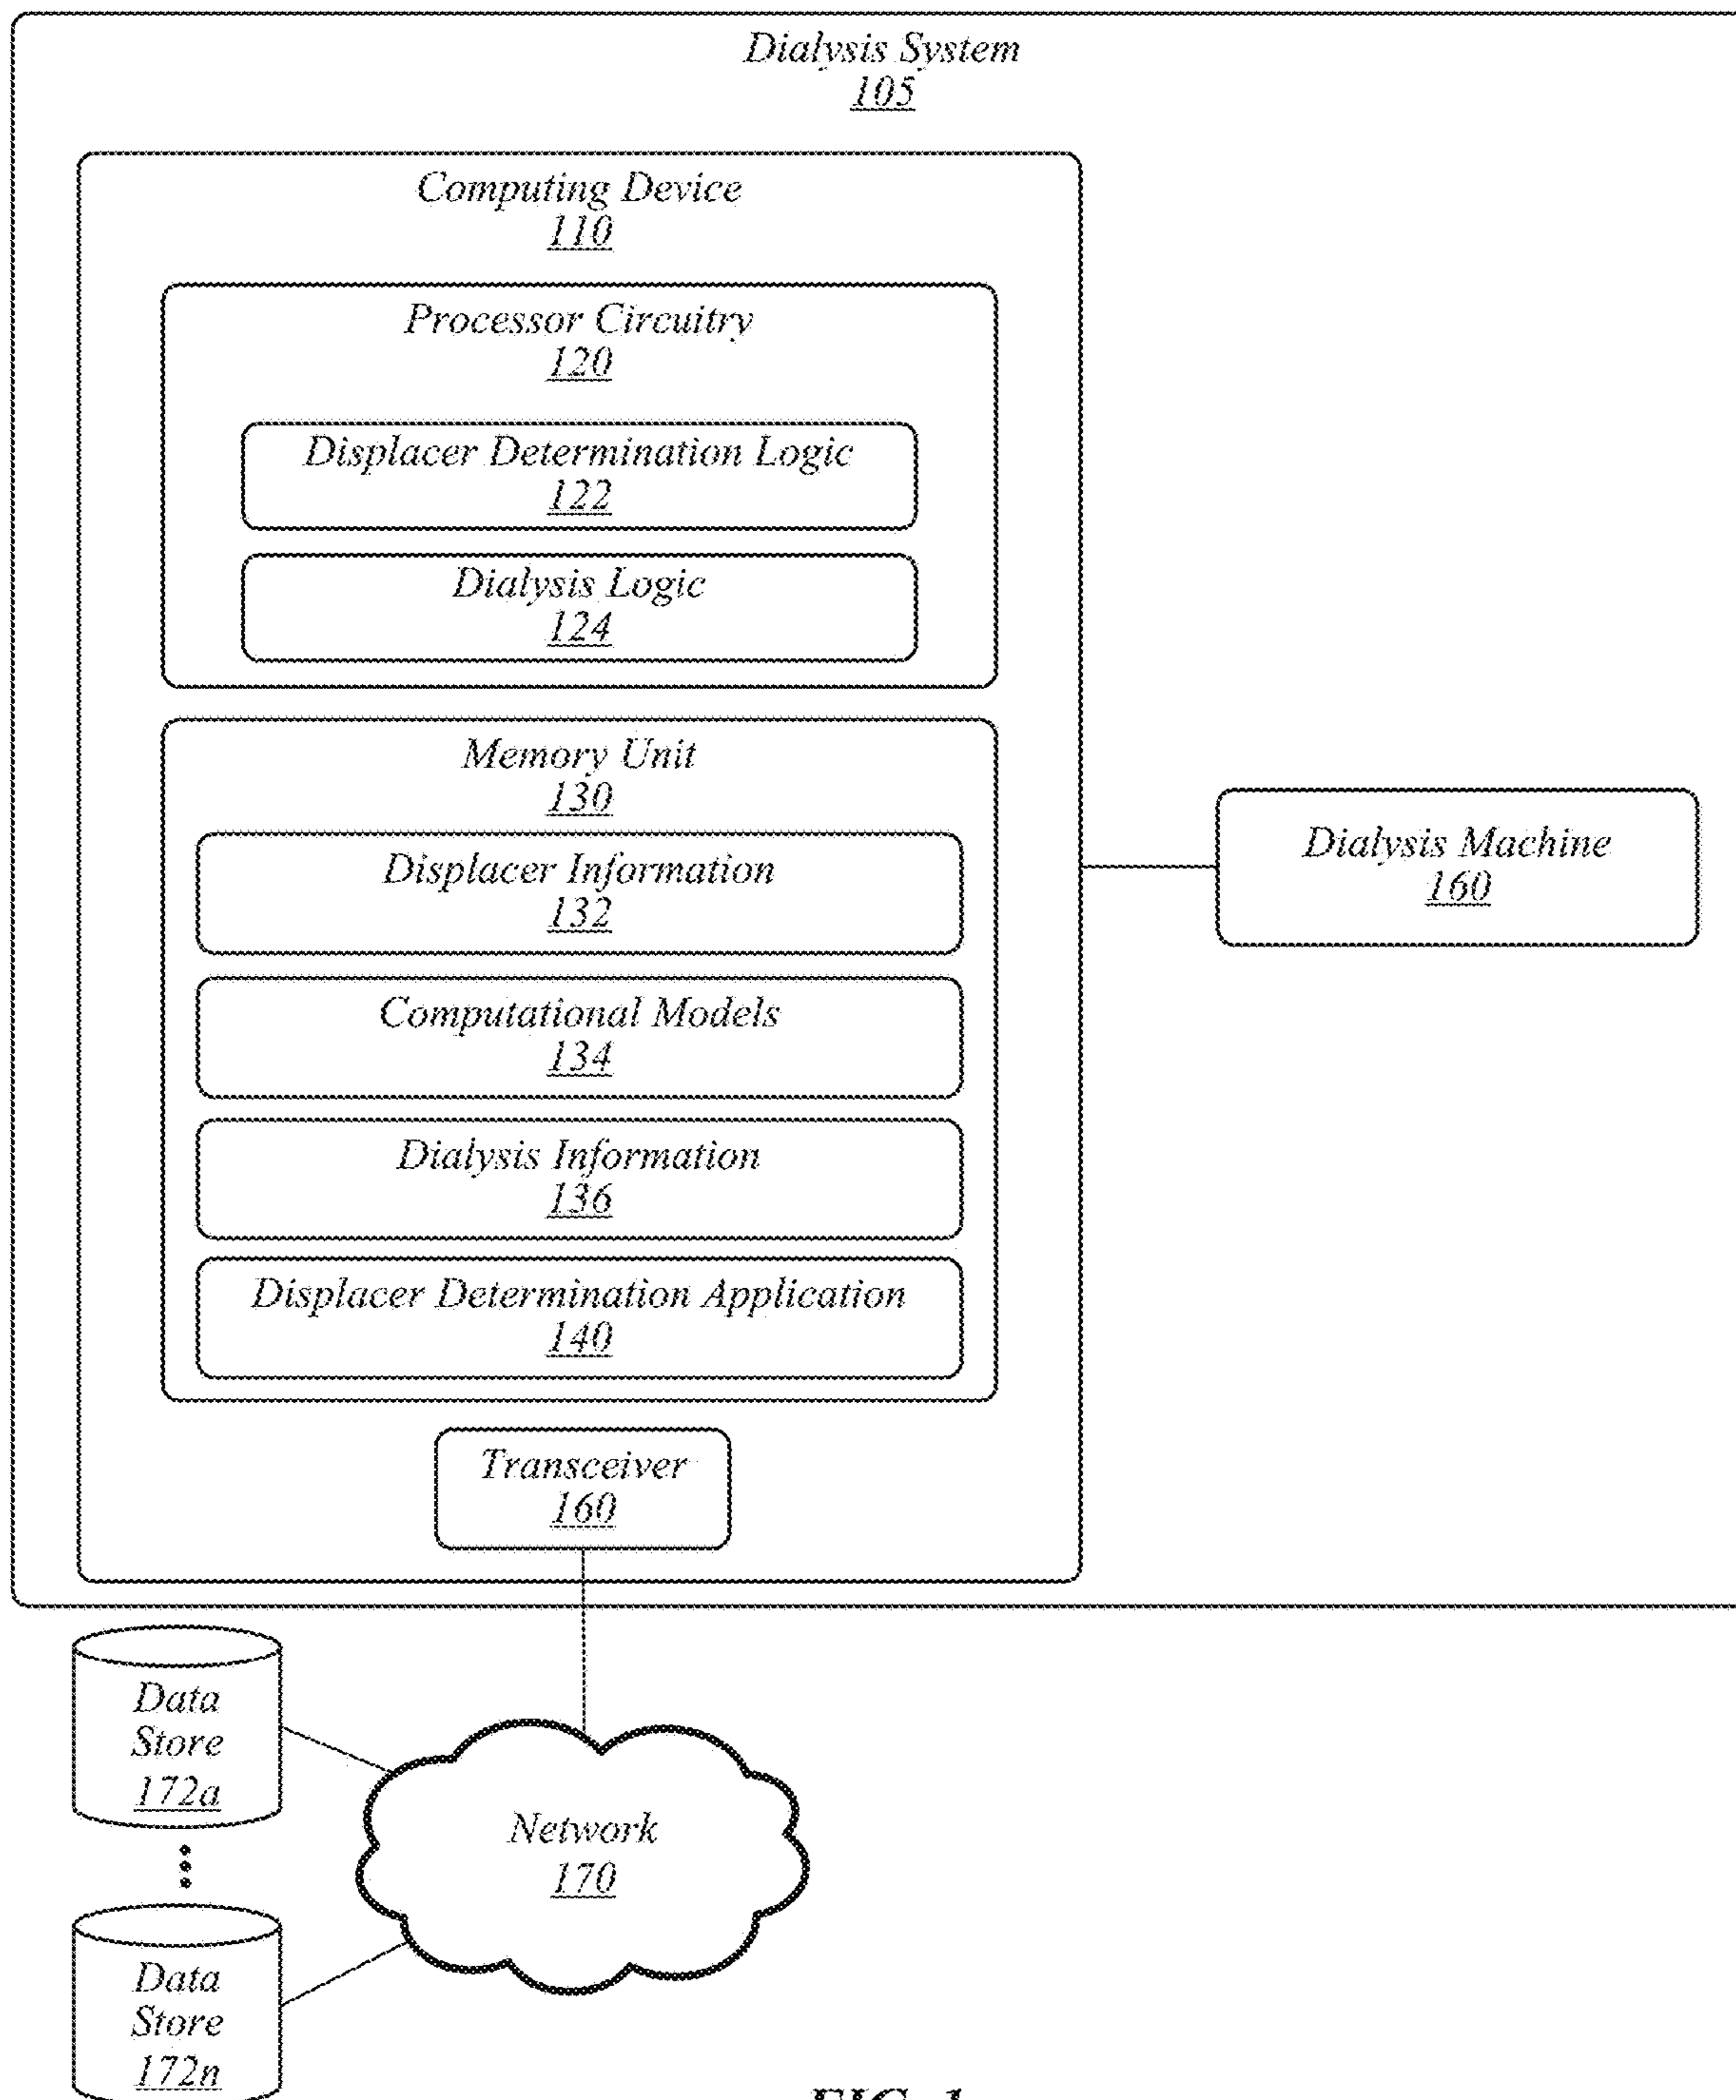 Dialysis System
105
Computing Device
110
Processor Circuitry
120
Displacer Determination Logic
122
Dialysis Logic
124
Memory Unit
130
Displacer Information
132
Computational Models
134
Dialysis Information
136
Displacer Determination Application
140
Transceiver
160
Dialysis Machine
160
Data
Store
172a
Network
170
Data
Store
172n
FIG. 1